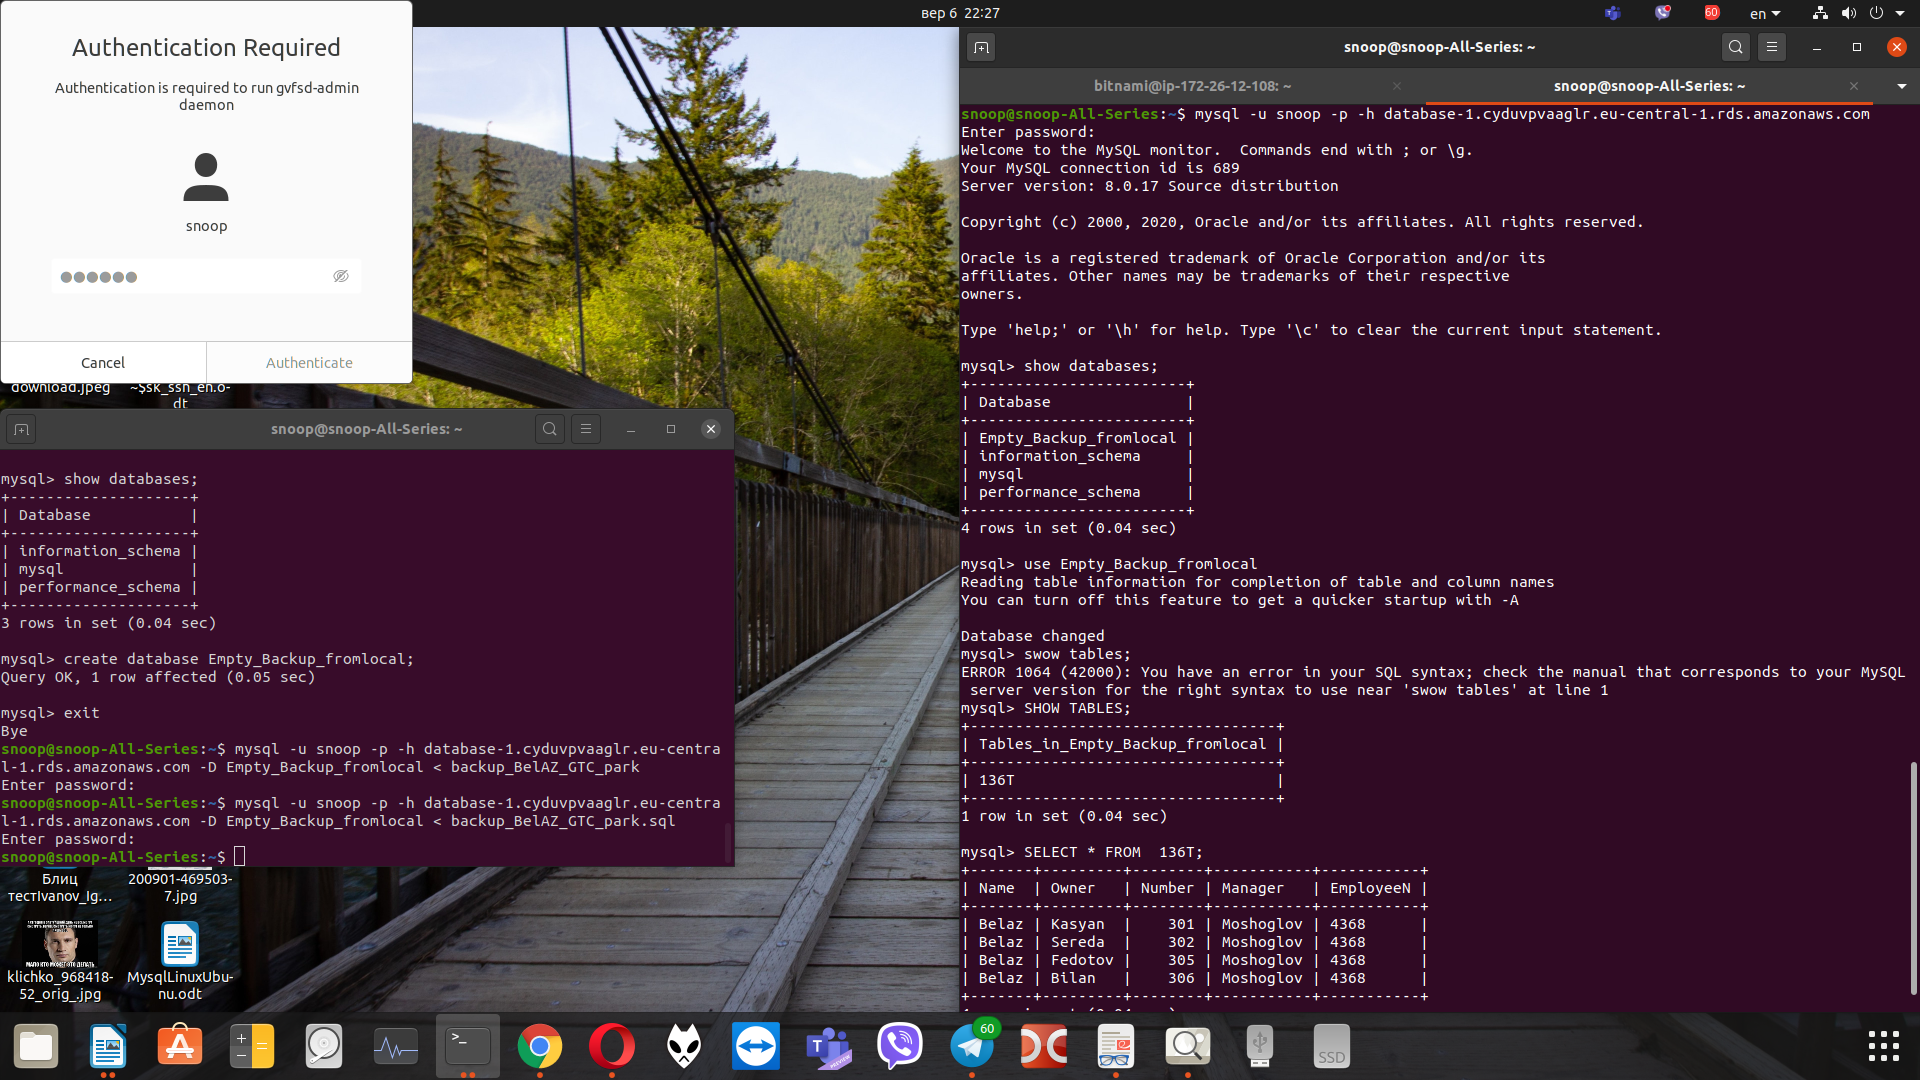 вер 6  22:27
60
en
Authentication Required
Authentication is required to run gvfsd-admin
daemon
snoop
Cancel
Authenticate
download.jpeg
~$sk_ssh_en.o-
dt
snoop@snoop-All-Series: ~
mysql> show databases;
+--------------------+
| Database           |
+--------------------+
| information_schema |
| mysql              |
| performance_schema |
+--------------------+
3 rows in set (0.04 sec)
mysql> create database Empty_Backup_fromlocal;
Query OK, 1 row affected (0.05 sec)
mysql> exit
Bye
snoop@snoop-All-Series:~$ mysql -u snoop -p -h database-1.cyduvpvaaglr.eu-centra
l-1.rds.amazonaws.com -D Empty_Backup_fromlocal < backup_BelAZ_GTC_park
Enter password:
snoop@snoop-All-Series:~$ mysql -u snoop -p -h database-1.cyduvpvaaglr.eu-centra
l-1.rds.amazonaws.com -D Empty_Backup_fromlocal < backup_BelAZ_GTC_park.sql
Enter password:
snoop@snoop-All-Series:~$
Блиц
тестIvanov_Ig...
200901-469503-
7.jpg
klichko_968418-
52_orig_.jpg
MysqlLinuxUbu-
nu.odt
snoop@snoop-All-Series: ~
bitnami@ip-172-26-12-108: ~
snoop@snoop-All-Series: ~
snoop@snoop-All-Series:~$ mysql -u snoop -p -h database-1.cyduvpvaaglr.eu-central-1.rds.amazonaws.com
Enter password:
Welcome to the MySQL monitor.  Commands end with ; or \g.
Your MySQL connection id is 689
Server version: 8.0.17 Source distribution
Copyright (c) 2000, 2020, Oracle and/or its affiliates. All rights reserved.
Oracle is a registered trademark of Oracle Corporation and/or its
affiliates. Other names may be trademarks of their respective
owners.
Type 'help;' or '\h' for help. Type '\c' to clear the current input statement.
mysql> show databases;
+------------------------+
| Database               |
+------------------------+
| Empty_Backup_fromlocal |
| information_schema     |
| mysql                  |
| performance_schema     |
+------------------------+
4 rows in set (0.04 sec)
mysql> use Empty_Backup_fromlocal
Reading table information for completion of table and column names
You can turn off this feature to get a quicker startup with -A
Database changed
mysql> swow tables;
ERROR 1064 (42000): You have an error in your SQL syntax; check the manual that corresponds to your MySQL
 server version for the right syntax to use near 'swow tables' at line 1
mysql> SHOW TABLES;
+----------------------------------+
| Tables_in_Empty_Backup_fromlocal |
+----------------------------------+
| 136T                             |
+----------------------------------+
1 row in set (0.04 sec)
mysql> SELECT * FROM  136T;
+-------+---------+--------+----------+-----------+
| Name  | Owner   | Number | Manager   | EmployeeN |
+-------+---------+--------+----------+-----------+
| Belaz | Kasyan  |    301 | Moshoglov | 4368      |
| Belaz | Sereda  |    302 | Moshoglov | 4368      |
| Belaz | Fedotov |    305 | Moshoglov | 4368      |
| Belaz | Bilan   |    306 | Moshoglov | 4368      |
+-------+---------+--------+----------+-----------+
T
PREVIEW
60
SSD